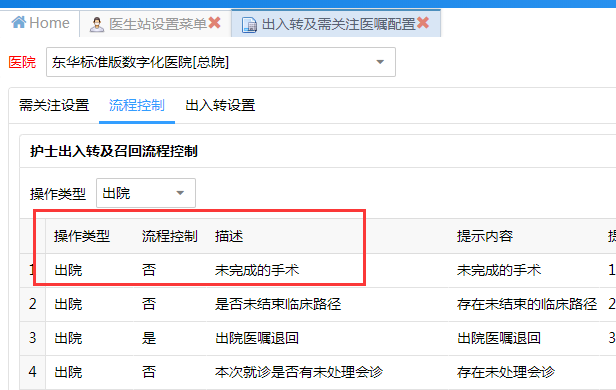 Home 医生站设置菜单 出入转及需关注医嘱配置
医院 东华标准版数字化医院[总院]
需关注设置 流程控制 出入转设置
护士出入转及召回流程控制
操作类型 出院
操作类型 流程控制 描述 提示内容 提
1 出院 否 未完成的手术 未完成的手术 1
2 出院 否 是否未结束临床路径 存在未结束的临床路径 2
3 出院 是 出院医嘱退回 出院医嘱退回 3
4 出院 否 本次就诊是否有未处理会诊 存在未处理会诊